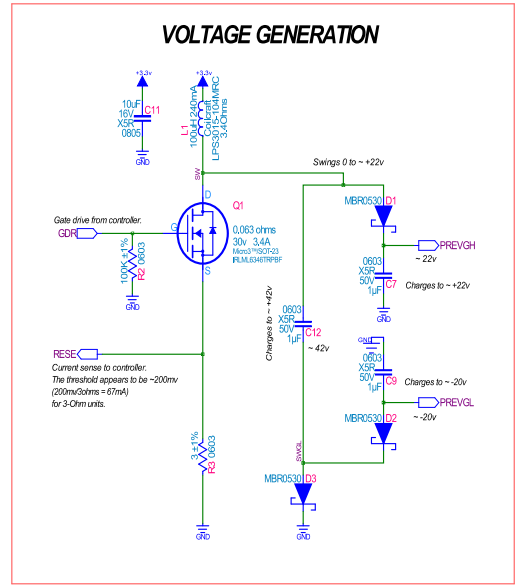 VOLTAGE GENERATION
+3.3v
+3.3v
10uF
16V
X5R
0805
C11
GND
L1
100uH 240mA
Coilcraft
LPS3015-104MRC
3.4Ohms
SW
Swings 0 to ~ +22v
D
Q1
G
S
0,063 ohms
30v 3,4A
Micro3™/SOT-23
IRLML6346TRPBF
Gate drive from controller.
GDR
100K ±1%
R2 0603
GND
MBR0530 D1
PREVGH
~ 22v
0603
X5R
50V
1µF
C7
Charges to ~ +22v
GND
Charges to ~ +42v
0603
X5R
50V
1µF
C12
~ 42v
GND
0603
X5R
50V
1µF
C9
Charges to ~ -20v
PREVGL
~ -20v
MBR0530 D2
RESE
Current sense to controller.
The threshold appears to be ~200mv
(200mv/3ohms = 67mA)
for 3-Ohm units.
3 ±1%
R3 0603
GND
SWGL
MBR0530 D3
GND